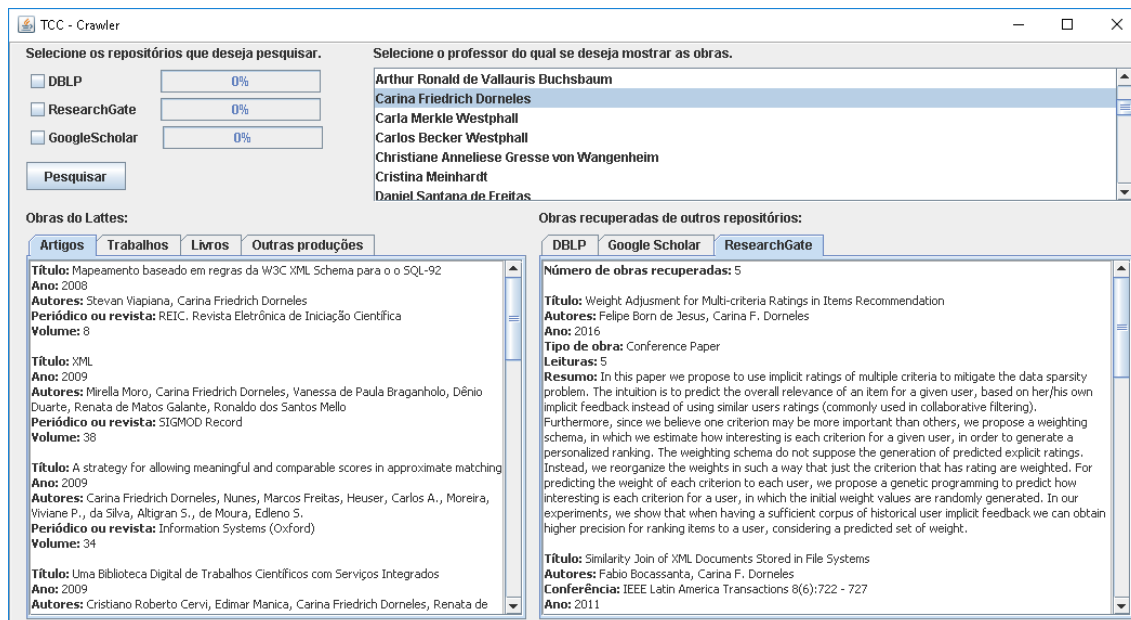 TCC - Crawler
Selecione os repositórios que deseja pesquisar.
DBLP
0%
ResearchGate
0%
GoogleScholar
0%
Pesquisar
Selecione o professor do qual se deseja mostrar as obras.
Arthur Ronald de Vallauris Buchsbaum
Carina Friedrich Dorneles
Carla Merkle Westphall
Carlos Becker Westphall
Christiane Anneliese Gresse von Wangenheim
Cristina Meinhardt
Daniel Santana de Freitas
Obras do Lattes:
Artigos
Trabalhos
Livros
Outras produções
Título: Mapeamento baseado em regras da W3C XML Schema para o o SQL-92
Ano: 2008
Autores: Stevan Viapiana, Carina Friedrich Dorneles
Periódico ou revista: REIC. Revista Eletrônica de Iniciação Científica
Volume: 8
Título: XML
Ano: 2009
Autores: Mirella Moro, Carina Friedrich Dorneles, Vanessa de Paula Braganholo, Dênio
Duarte, Renata de Matos Galante, Ronaldo dos Santos Mello
Periódico ou revista: SIGMOD Record
Volume: 38
Título: A strategy for allowing meaningful and comparable scores in approximate matching
Ano: 2009
Autores: Carina Friedrich Dorneles, Nunes, Marcos Freitas, Heuser, Carlos A., Moreira,
Viviane P., da Silva, Altigran S., de Moura, Edleno S.
Periódico ou revista: Information Systems (Oxford)
Volume: 34
Título: Uma Biblioteca Digital de Trabalhos Científicos com Serviços Integrados
Ano: 2009
Autores: Cristiano Roberto Cervi, Edimar Manica, Carina Friedrich Dorneles, Renata de
Obras recuperadas de outros repositórios:
DBLP
Google Scholar
ResearchGate
Número de obras recuperadas: 5
Título: Weight Adjusment for Multi-criteria Ratings in Items Recommendation
Autores: Felipe Born de Jesus, Carina F. Dorneles
Ano: 2016
Tipo de obra: Conference Paper
Leituras: 5
Resumo: In this paper we propose to use implicit ratings of multiple criteria to mitigate the data sparsity
problem. The intuition is to predict the overall relevance of an item for a given user, based on her/his own
implicit feedback instead of using similar users ratings (commonly used in collaborative filtering).
Furthermore, since we believe one criterion may be more important than others, we propose a weighting
schema, in which we estimate how interesting is each criterion for a given user, in order to generate a
personalized ranking. The weighting schema do not suppose the generation of predicted explicit ratings.
Instead, we reorganize the weights in such a way that just the criterion that has rating are weighted. For
predicting the weight of each criterion to each user, we propose a genetic programming to predict how
interesting is each criterion for a user, in which the initial weight values are randomly generated. In our
experiments, we show that when having a sufficient corpus of historical user implicit feedback we can obtain
higher precision for ranking items to a user, considering a predicted set of weight.
Título: Similarity Join of XML Documents Stored in File Systems
Autores: Fabio Bocassanta, Carina F. Dorneles
Conferência: IEEE Latin America Transactions 8(6):722 - 727
Ano: 2011